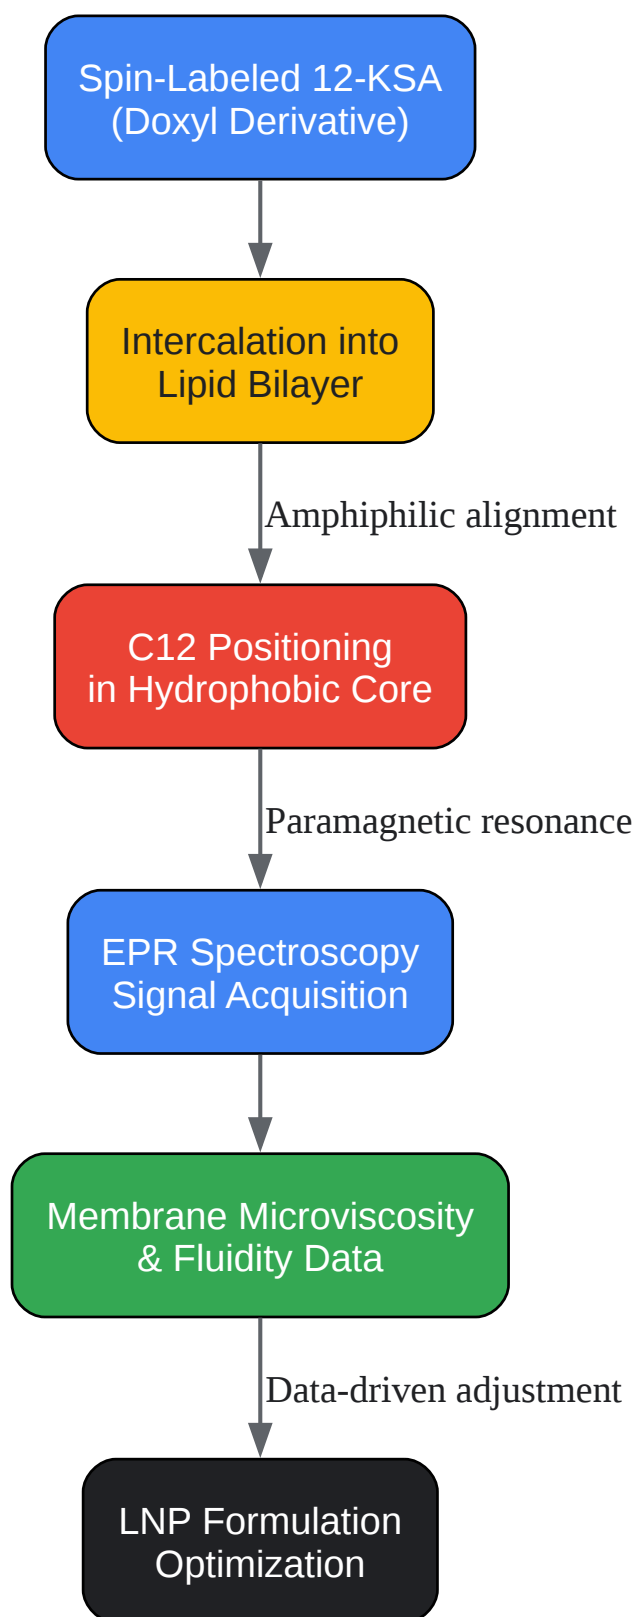 Spin-Labeled 12-KSA
(Doxyl Derivative)
Intercalation into
Lipid Bilayer
Amphiphilic alignment
C12 Positioning
in Hydrophobic Core
Paramagnetic resonance
EPR Spectroscopy
Signal Acquisition
Membrane Microviscosity
& Fluidity Data
Data-driven adjustment
LNP Formulation
Optimization